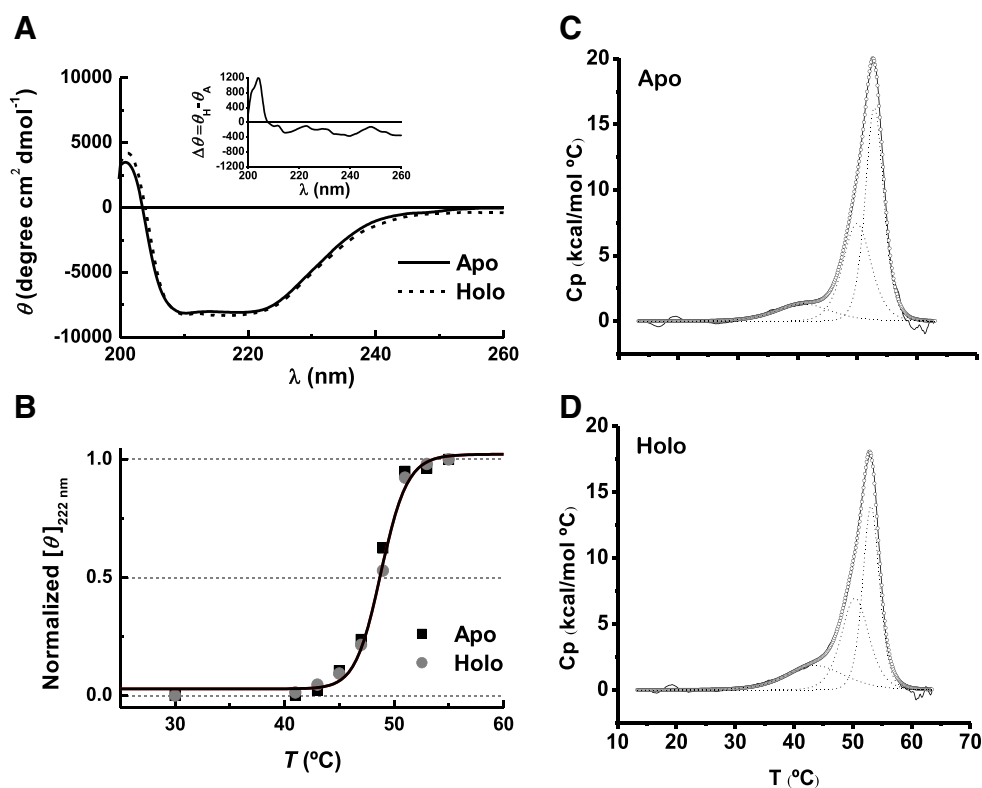 A
10000
5000
0
-5000
-10000
200
220
240
260
θ (degree cm² dmol⁻¹)
λ (nm)
Apo
Holo
1200
800
400
0
-400
-800
-1200
200
220
240
260
Δθ=θH-θA
λ (nm)
B
1.0
0.5
0.0
30
40
50
60
Normalized [θ]222 nm
T (ºC)
Apo
Holo
C
Apo
20
15
10
5
0
Cp (kcal/mol ºC)
D
Holo
20
15
10
5
0
Cp (kcal/mol ºC)
10
20
30
40
50
60
70
T (ºC)